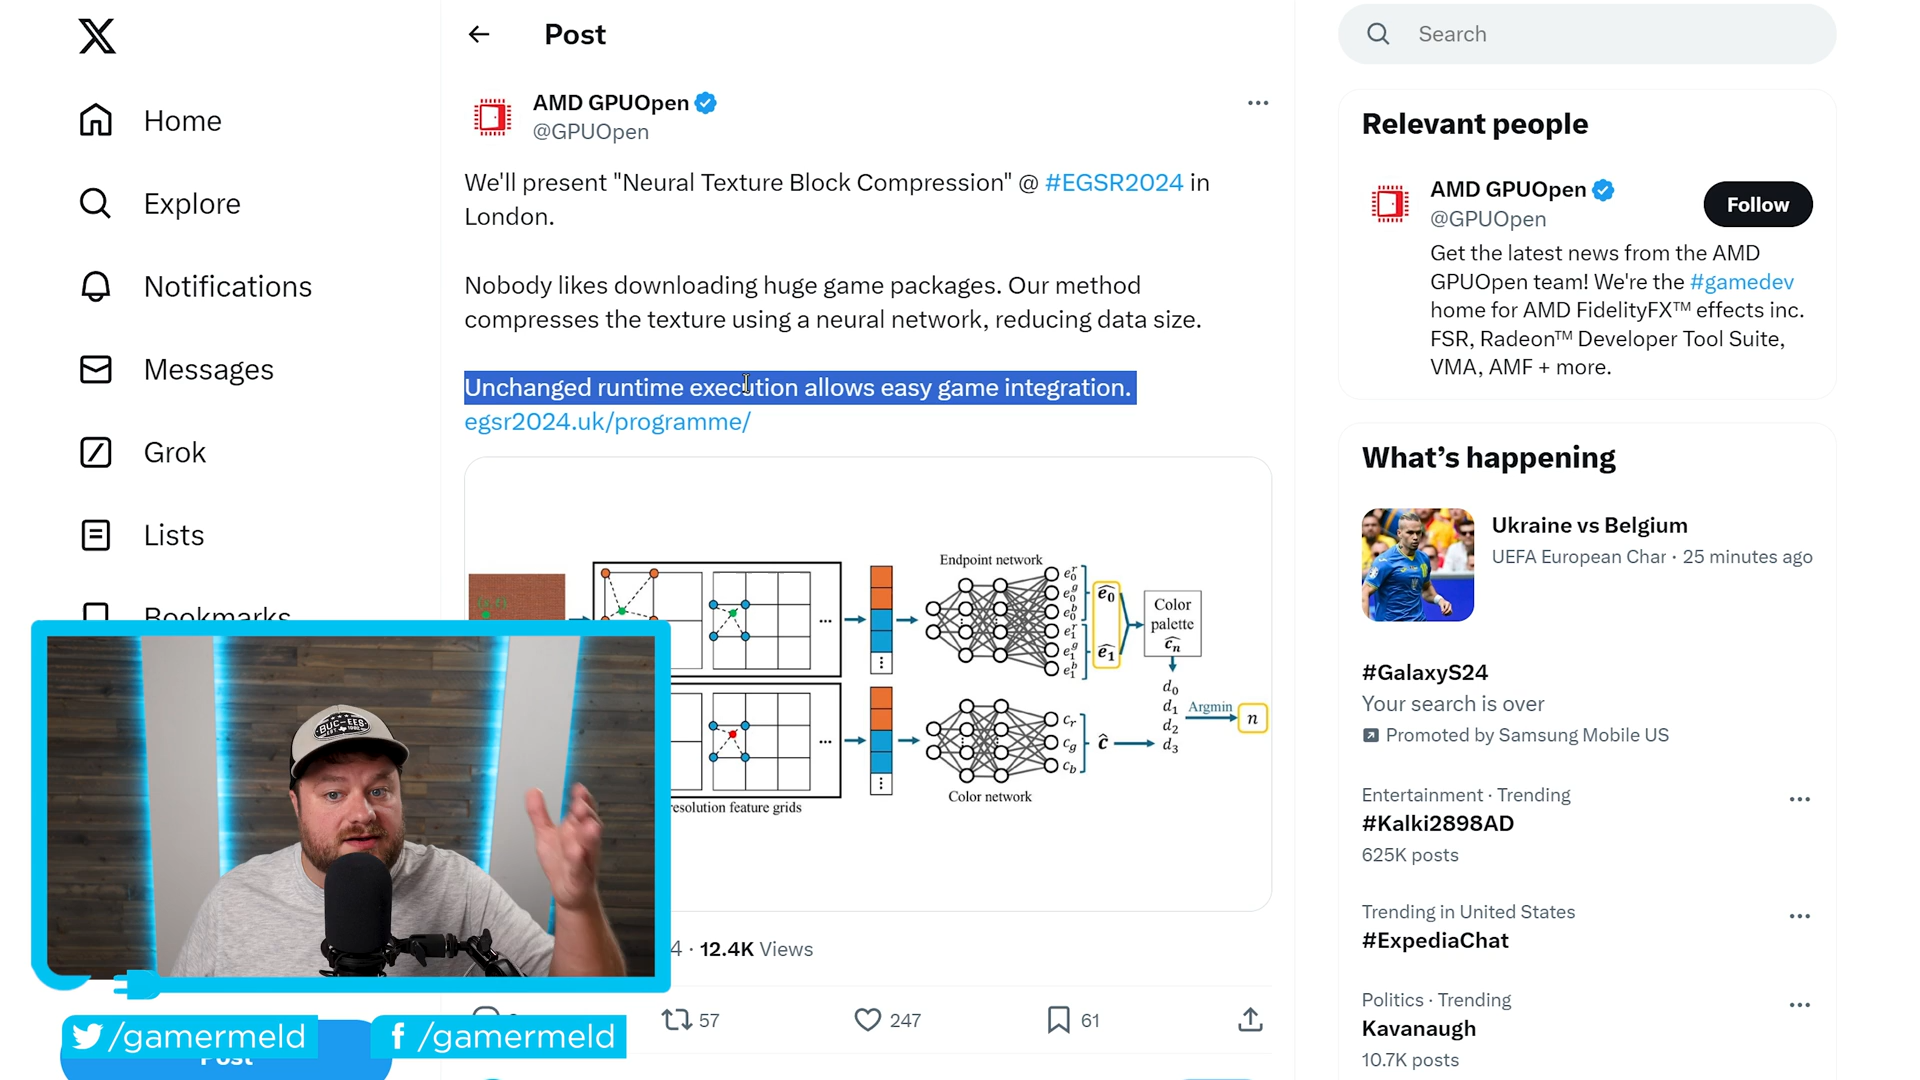 Home
Explore
Notifications
Messages
Grok
Lists
Bookmarks
Post
AMD GPUOpen
@GPUOpen
We'll present "Neural Texture Block Compression" @ #EGSR2024 in
London.
Nobody likes downloading huge game packages. Our method
compresses the texture using a neural network, reducing data size.
Unchanged runtime execution allows easy game integration.
egsr2024.uk/programme/
Endpoint network
Color
palette
Argmin
n
Color network
resolution feature grids
4 · 12.4K Views
57
247
61
BUC-EE'S
/gamermeld
/gamermeld
Post
Search
Relevant people
AMD GPUOpen
@GPUOpen
Follow
Get the latest news from the AMD
GPUOpen team! We're the #gamedev
home for AMD FidelityFX™ effects inc.
FSR, Radeon™ Developer Tool Suite,
VMA, AMF + more.
What's happening
Ukraine vs Belgium
UEFA European Char · 25 minutes ago
#GalaxyS24
Your search is over
Promoted by Samsung Mobile US
Entertainment · Trending
#Kalki2898AD
625K posts
Trending in United States
#ExpediaChat
Politics · Trending
Kavanaugh
10.7K posts